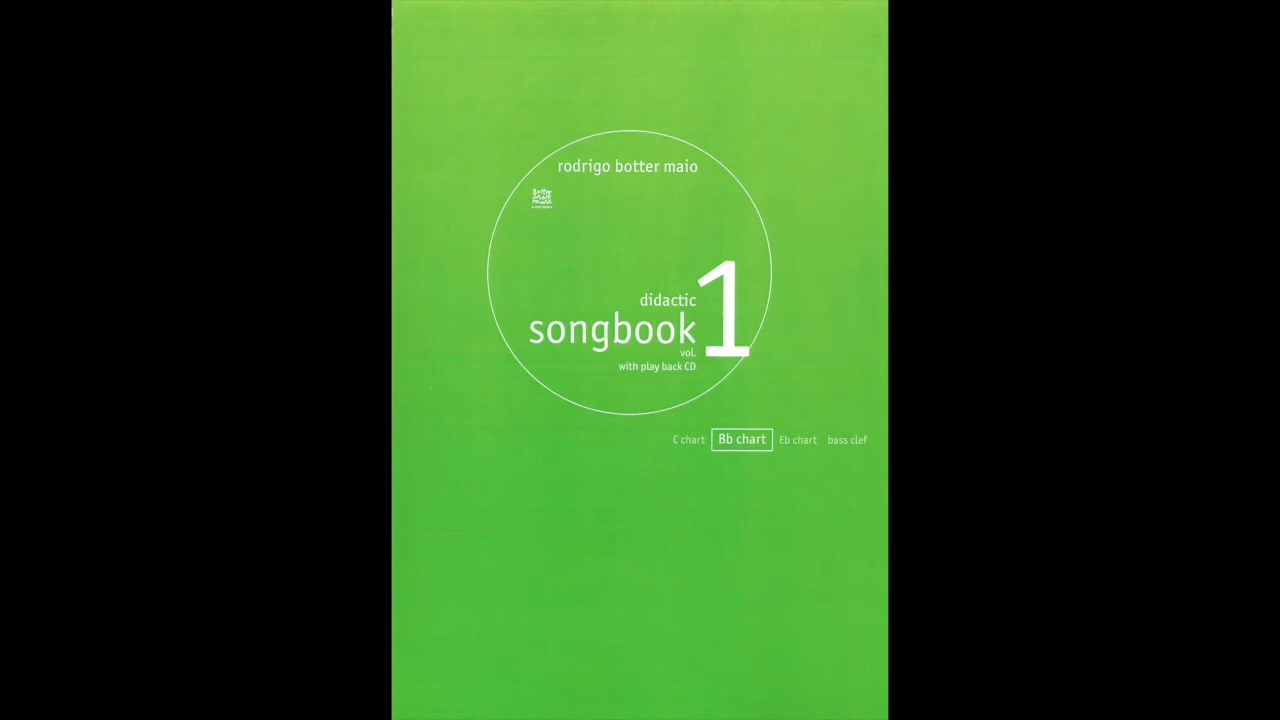 rodrigo botter maio
didactic
songbook 1
vol.
with play back CD
C chart Bb chart Eb chart bass clef